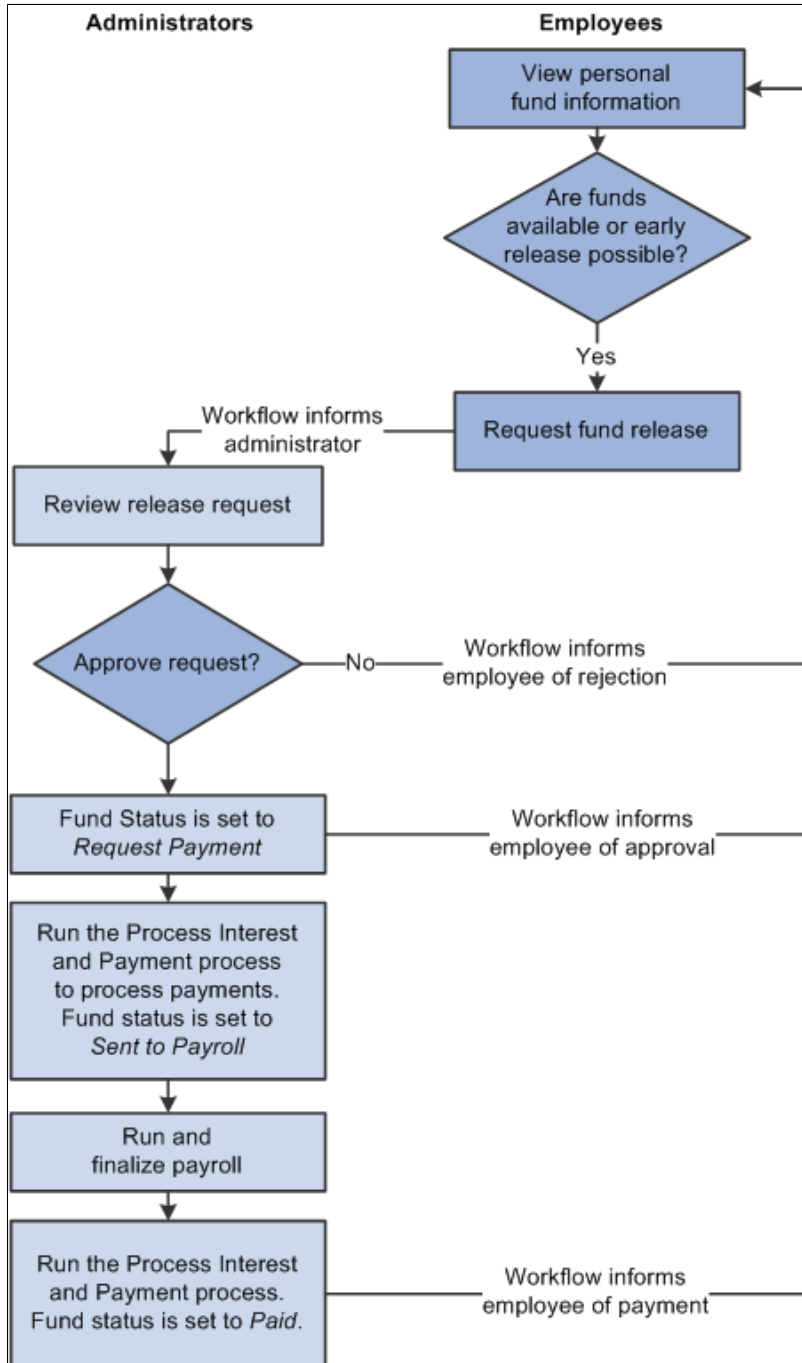 Administrators
Employees
View personal
fund information
Are funds
available or early
release possible?
Yes
Request fund release
Workflow informs
administrator
Review release request
Approve request?
No
Workflow informs
employee of rejection
Fund Status is set to
Request Payment
Workflow informs
employee of approval
Run the Process Interest
and Payment process
to process payments.
Fund status is set to
Sent to Payroll
Run and
finalize payroll
Run the Process Interest
and Payment process.
Fund status is set to Paid.
Workflow informs
employee of payment